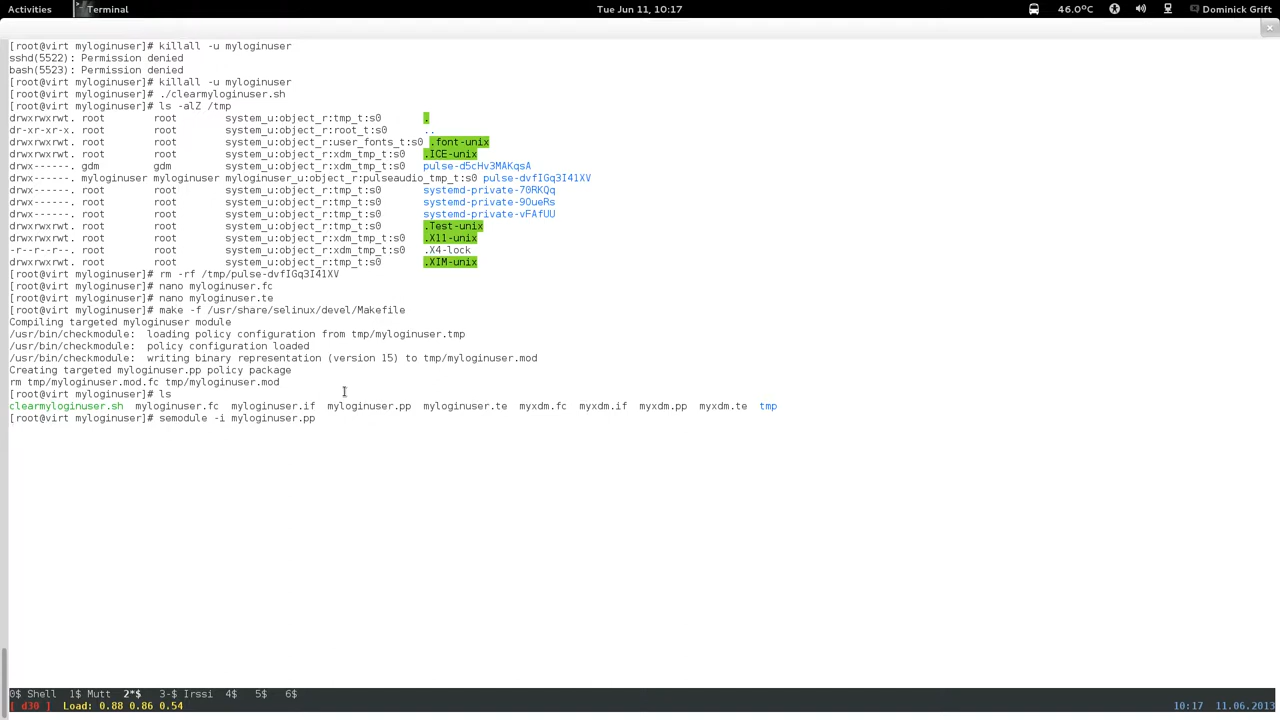 Activities Terminal Tue Jun 11, 10:17 46.0°C Dominick Grift
[root@virt myloginuser]# killall -u myloginuser
sshd(5522): Permission denied
bash(5523): Permission denied
[root@virt myloginuser]# killall -u myloginuser
[root@virt myloginuser]# ./clearmyloginuser.sh
[root@virt myloginuser]# ls -alZ /tmp
drwxrwxrwt. root root system_u:object_r:tmp_t:s0 .
dr-xr-xr-x. root root system_u:object_r:root_t:s0 ..
drwxrwxrwt. root root system_u:object_r:user_fonts_t:s0 .font-unix
drwxrwxrwt. root root system_u:object_r:xdm_tmp_t:s0 .ICE-unix
drwx------. gdm gdm system_u:object_r:xdm_tmp_t:s0 pulse-d5cHv3MAKqsA
drwx------. myloginuser myloginuser myloginuser_u:object_r:pulseaudio_tmp_t:s0 pulse-dvfIGq3I41XV
drwx------. root root system_u:object_r:tmp_t:s0 systemd-private-70RKQq
drwx------. root root system_u:object_r:tmp_t:s0 systemd-private-9OueRs
drwx------. root root system_u:object_r:tmp_t:s0 systemd-private-vFAfUU
drwxrwxrwt. root root system_u:object_r:tmp_t:s0 .Test-unix
drwxrwxrwt. root root system_u:object_r:xdm_tmp_t:s0 .X11-unix
-r--r--r--. root root system_u:object_r:xdm_tmp_t:s0 .X4-lock
drwxrwxrwt. root root system_u:object_r:tmp_t:s0 .XIM-unix
[root@virt myloginuser]# rm -rf /tmp/pulse-dvfIGq3I41XV
[root@virt myloginuser]# nano myloginuser.fc
[root@virt myloginuser]# nano myloginuser.te
[root@virt myloginuser]# make -f /usr/share/selinux/devel/Makefile
Compiling targeted myloginuser module
/usr/bin/checkmodule: loading policy configuration from tmp/myloginuser.tmp
/usr/bin/checkmodule: policy configuration loaded
/usr/bin/checkmodule: writing binary representation (version 15) to tmp/myloginuser.mod
Creating targeted myloginuser.pp policy package
rm tmp/myloginuser.mod.fc tmp/myloginuser.mod
[root@virt myloginuser]# ls
clearmyloginuser.sh myloginuser.fc myloginuser.if myloginuser.pp myloginuser.te myxdm.fc myxdm.if myxdm.pp myxdm.te tmp
[root@virt myloginuser]# semodule -i myloginuser.pp
0$ Shell 1$ Mutt 2*$ 3-$ Irssi 4$ 5$ 6$
[ d30 ] Load: 0.88 0.86 0.54 10:17 11.06.2013